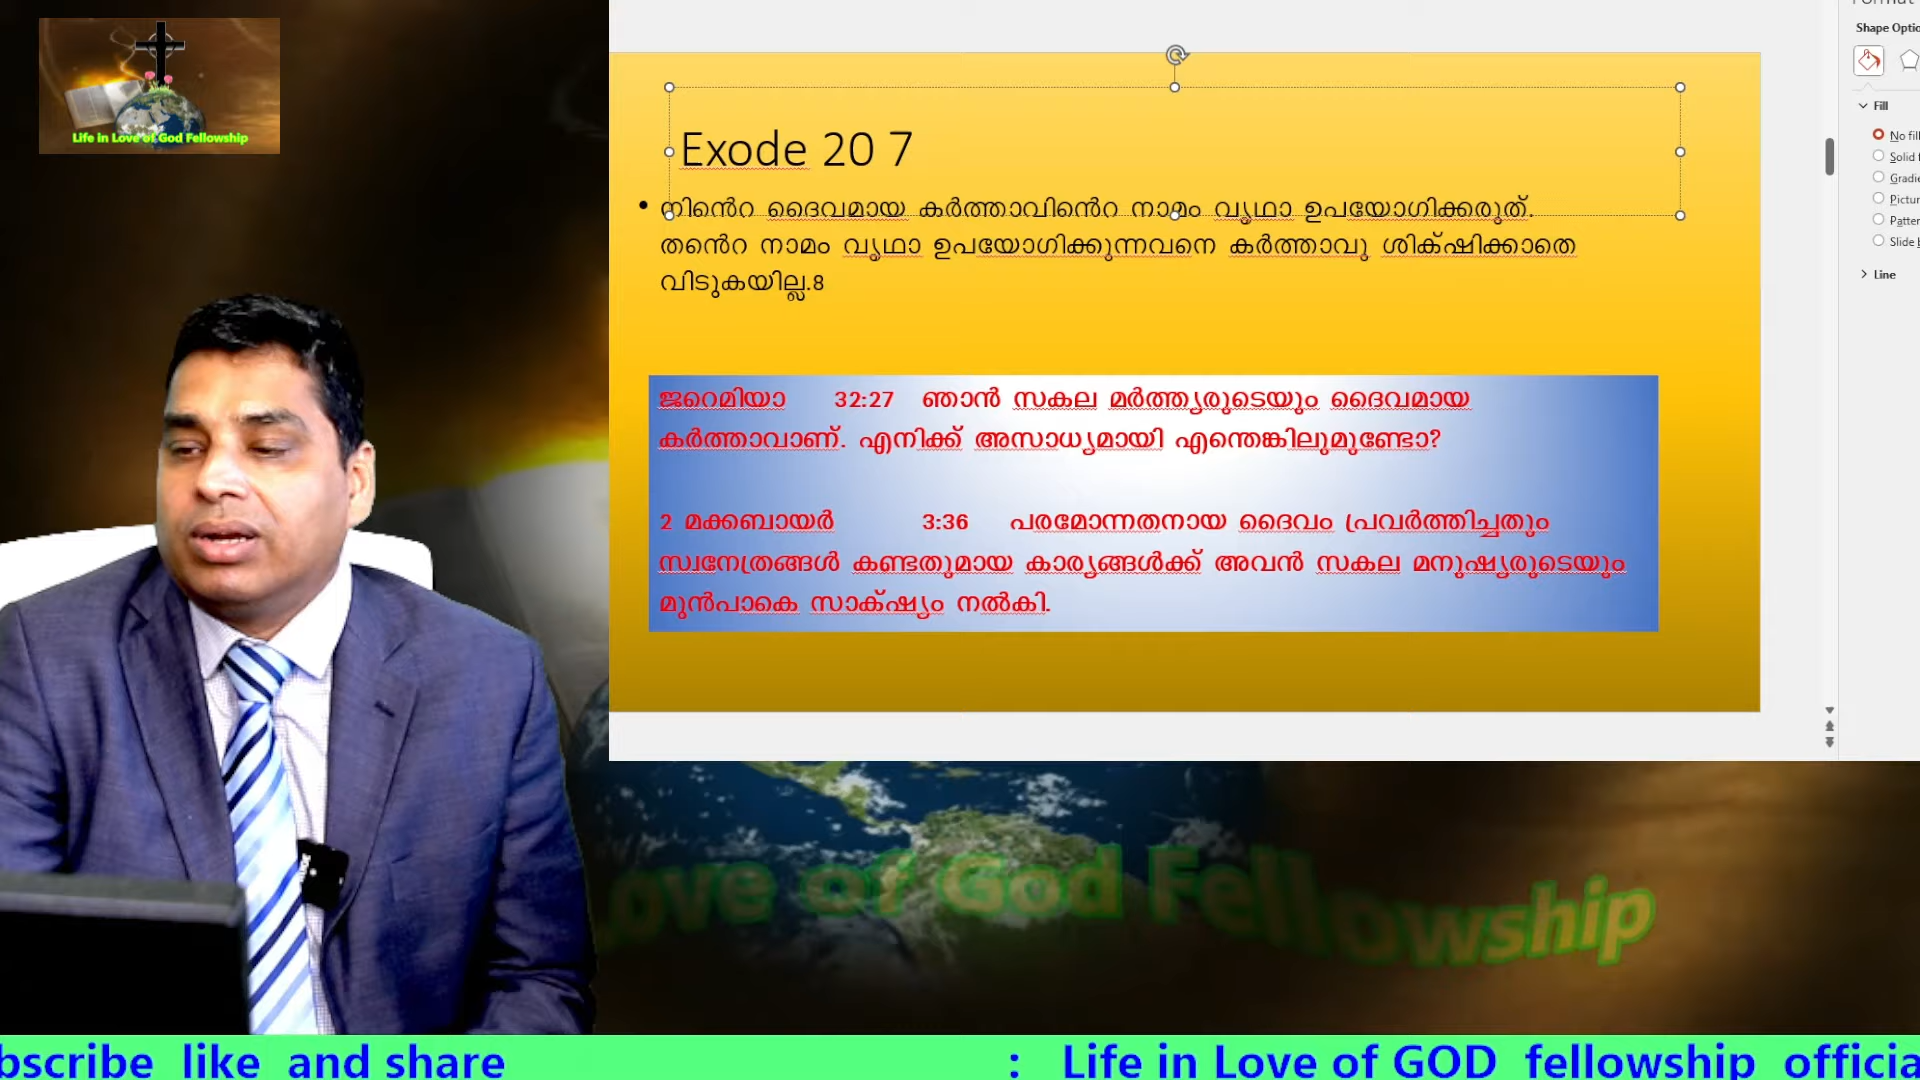 Life in Love of God Fellowship
Shape Optio
Fill
No fill
Solid f
Gradie
Pictur
Patter
Slide b
Line
Exode 20 7
• നിൻെറ ദൈവമായ കർത്താവിൻെറ നാമം വൃഥാ ഉപയോഗിക്കരുത്.
തൻെറ നാമം വൃഥാ ഉപയോഗിക്കുന്നവനെ കർത്താവു ശിക്ഷിക്കാതെ
വിടുകയില്ല.8
ജറെമിയാ 32:27 ഞാൻ സകല മർത്ത്യരുടെയും ദൈവമായ
കർത്താവാണ്. എനിക്ക് അസാധ്യമായി എന്തെങ്കിലുമുണ്ടോ?
2 മക്കബായർ 3:36 പരമോന്നതനായ ദൈവം പ്രവർത്തിച്ചതും
സ്വനേത്രങ്ങൾ കണ്ടതുമായ കാര്യങ്ങൾക്ക് അവൻ സകല മനുഷ്യരുടെയും
മുൻപാകെ സാക്ഷ്യം നൽകി.
Love of God Fellowship
bscribe like and share : Life in Love of GOD fellowship officia